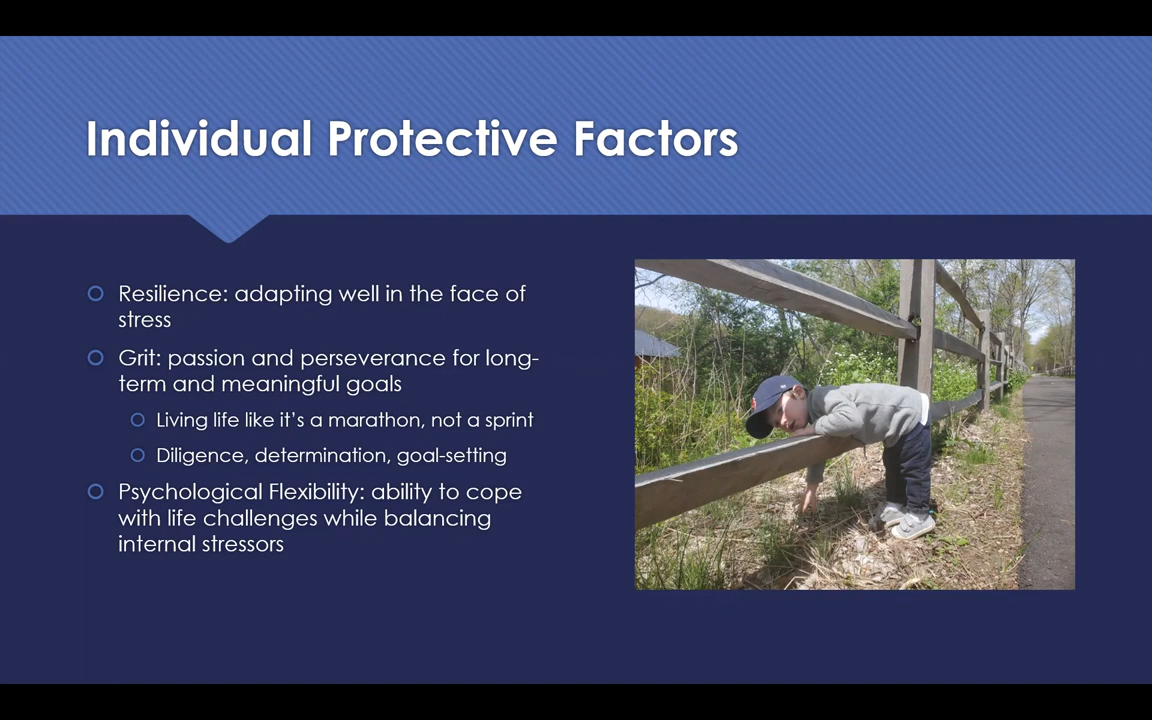 Individual Protective Factors
Resilience: adapting well in the face of
stress
Grit: passion and perseverance for long-
term and meaningful goals
Living life like it’s a marathon, not a sprint
Diligence, determination, goal-setting
Psychological Flexibility: ability to cope
with life challenges while balancing
internal stressors